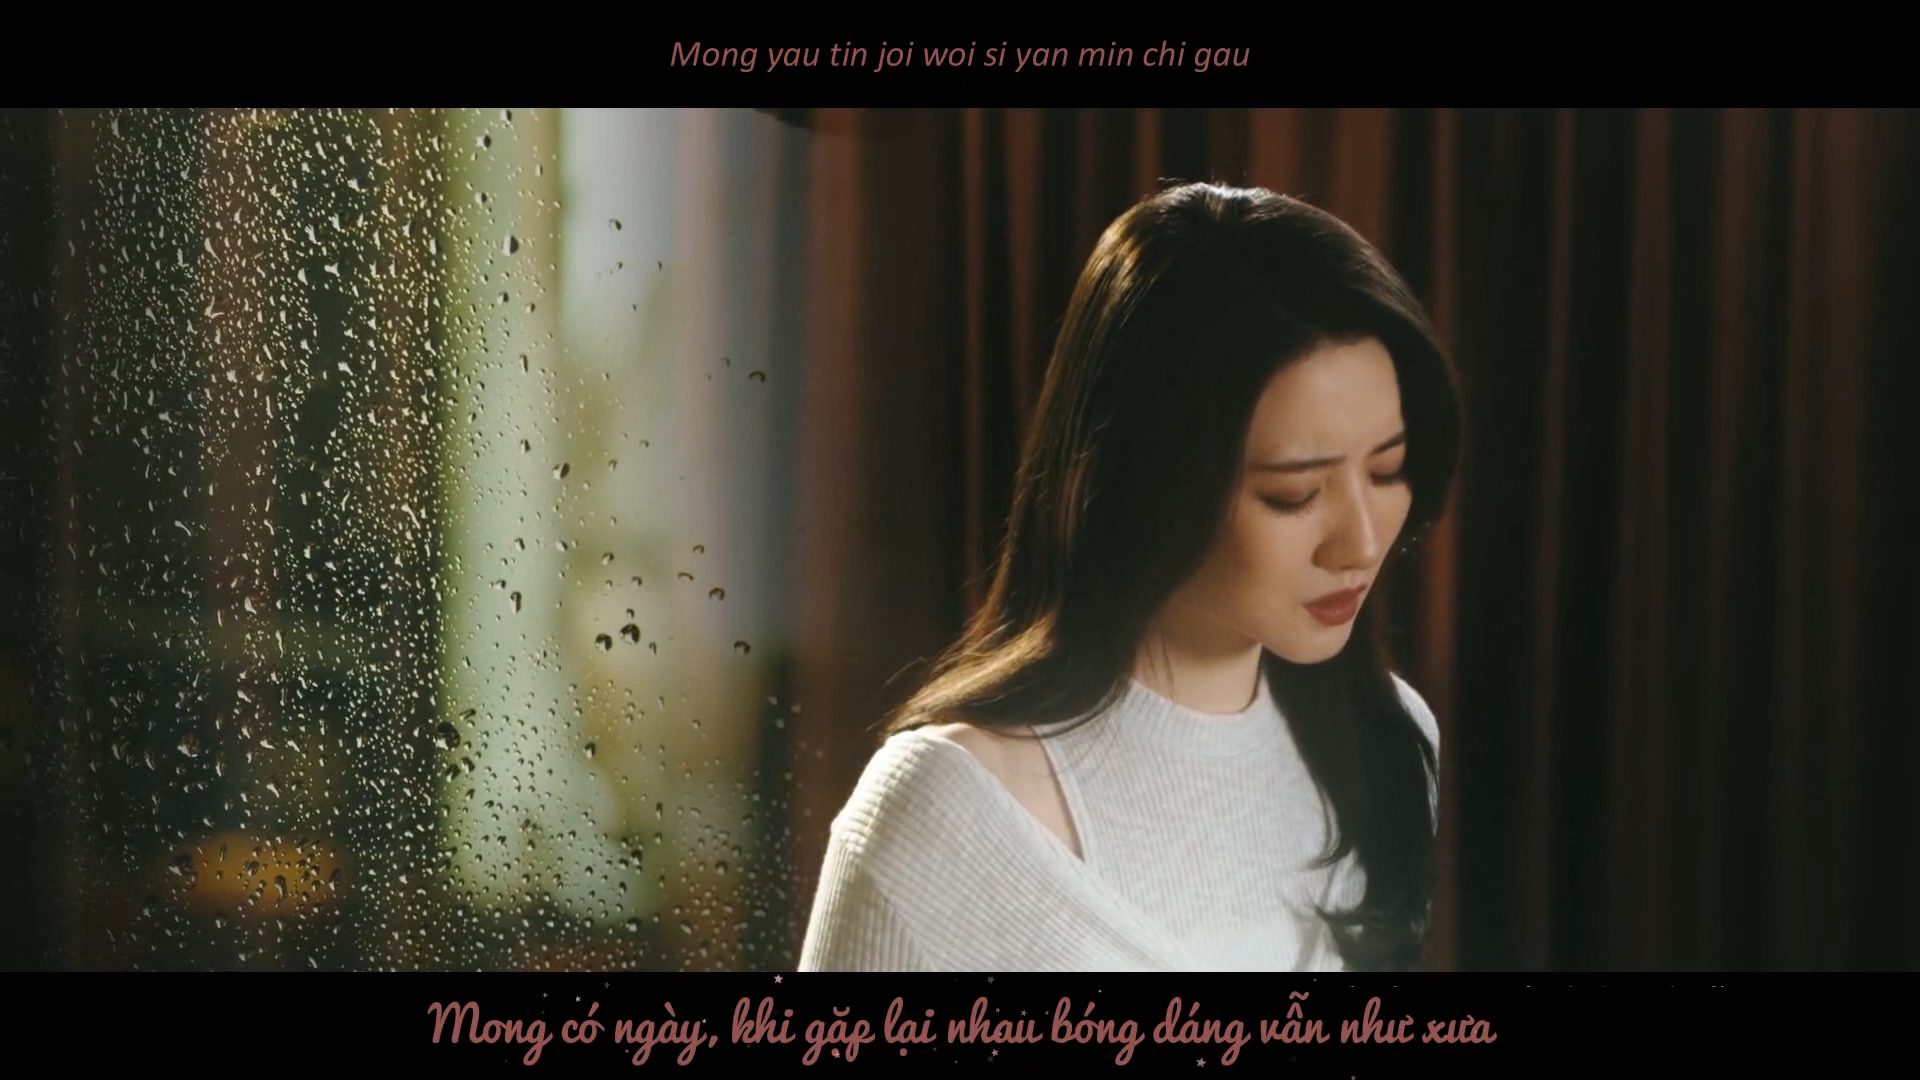 Mong yau tin joi woi si yan min chi gau
Mong có ngày, khi gặp lại nhau bóng dáng vẫn như xưa